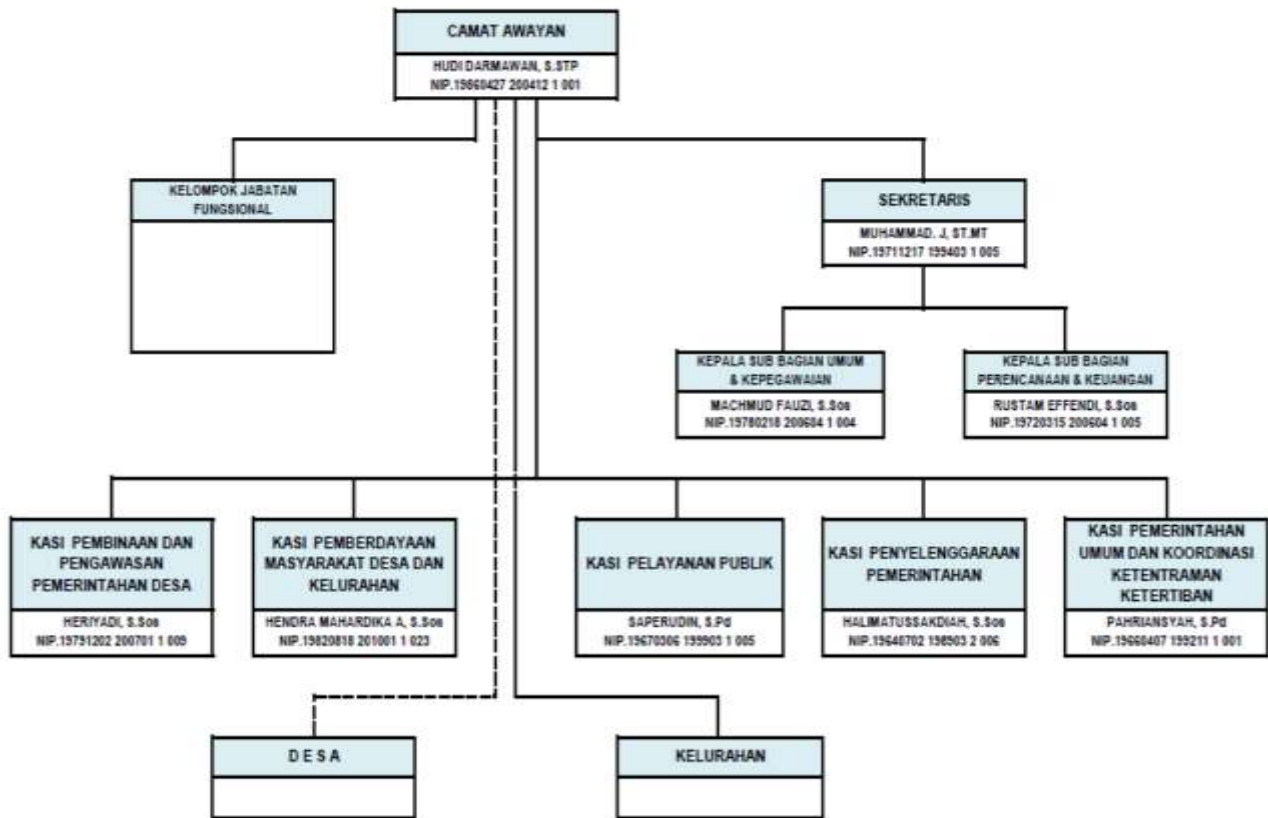 CAMAT AWAYAN
HUDI DARMAWAN, S.STP
NIP.19860427 200412 1 001
KELOMPOK JABATAN
FUNGSIONAL
SEKRETARIS
MUHAMMAD. J, ST.MT
NIP.19711217 199403 1 005
KEPALA SUB BAGIAN UMUM
& KEPEGAWAIAN
MACHMUD FAUZI, S.Sos
NIP.19780218 200604 1 004
KEPALA SUB BAGIAN
PERENCANAAN & KEUANGAN
RUSTAM EFFENDI, S.Sos
NIP.19720315 200604 1 005
KASI PEMBINAAN DAN
PENGAWASAN
PEMERINTAHAN DESA
HERIYADI, S.Sos
NIP.19791202 200701 1 009
KASI PEMBERDAYAAN
MASYARAKAT DESA DAN
KELURAHAN
HENDRA MAHARDIKA A, S.Sos
NIP.19820818 201001 1 023
KASI PELAYANAN PUBLIK
SAPERUDIN, S.Pd
NIP.19670306 199903 1 005
KASI PENYELENGGARAAN
PEMERINTAHAN
HALIMATUSSAKDIAH, S.Sos
NIP.19640702 198903 2 006
KASI PEMERINTAHAN
UMUM DAN KOORDINASI
KETENTRAMAN
KETERTIBAN
PAHRIANSYAH, S.Pd
NIP.19660407 199211 1 001
D E S A
KELURAHAN